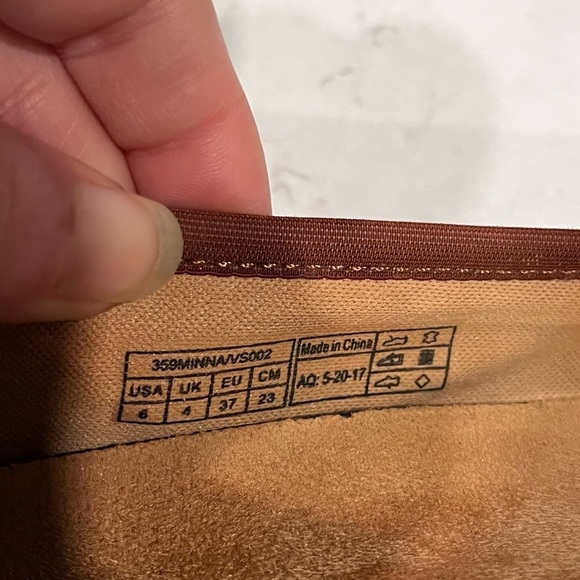 359MINNA/VS002
USA UK EU CM
6 4 37 23
Made in China
AQ: 5-20-17